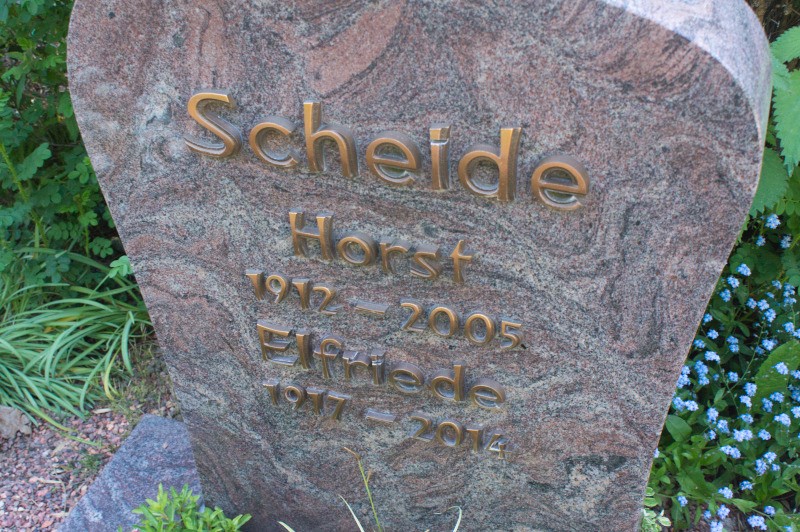 Scheide
Horst
1912 – 2005
Elfriede
1917 – 2014